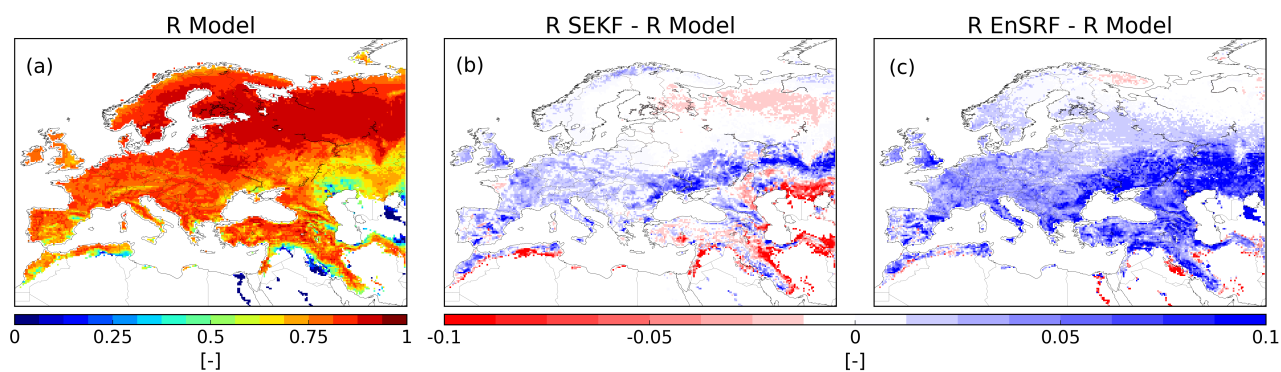 R Model
R SEKF - R Model
R EnSRF - R Model
(a)
(b)
(c)
0 0.25 0.5 0.75 1
-0.1 -0.05 0 0.05 0.1
[-]
[-]